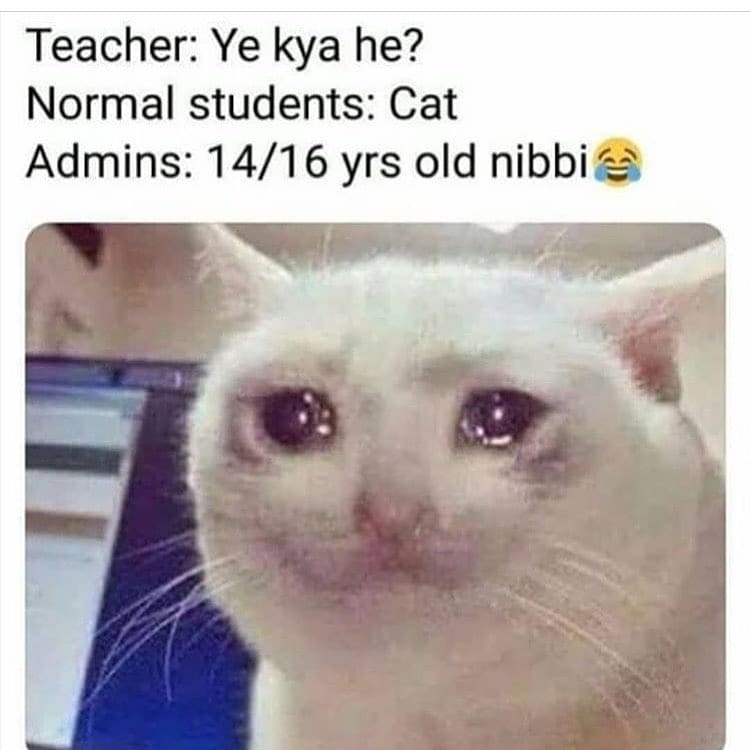 Teacher: Ye kya he?
Normal students: Cat
Admins: 14/16 yrs old nibbi😂